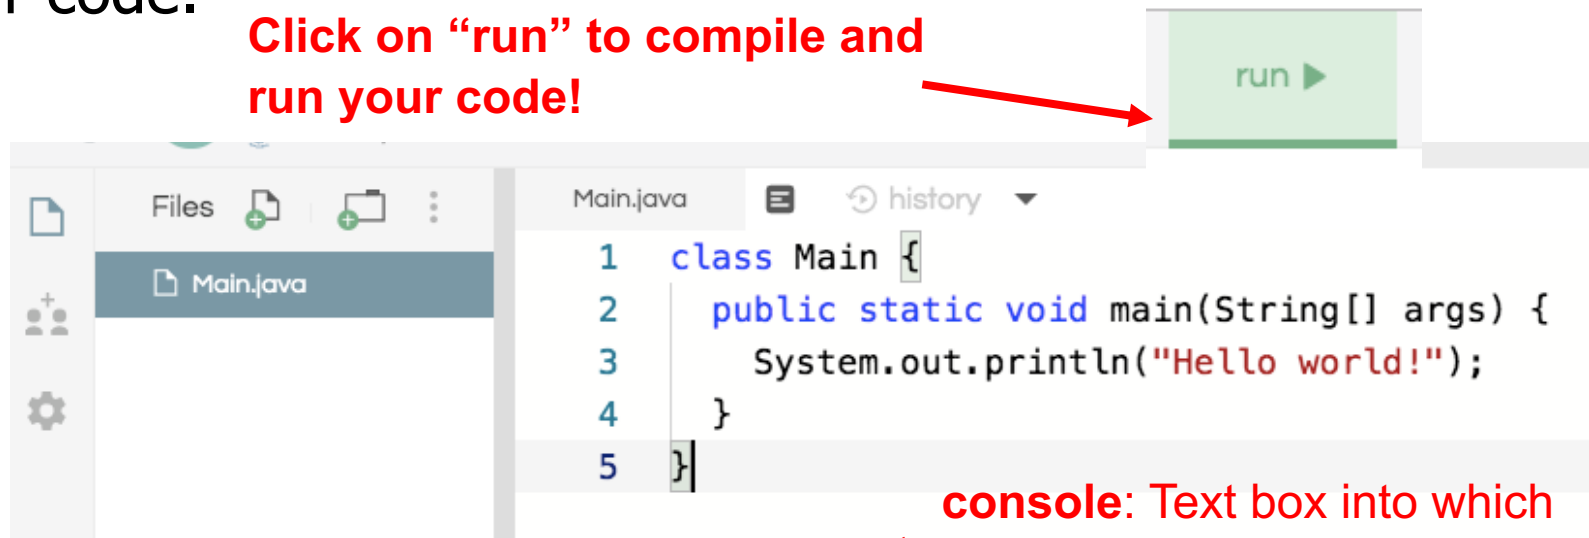 code.
Click on “run” to compile and
run your code!
run
Files
Main.java
Main.java
history
1 class Main {
2 public static void main(String[] args) {
3 System.out.println("Hello world!");
4 }
5 }
console: Text box into which